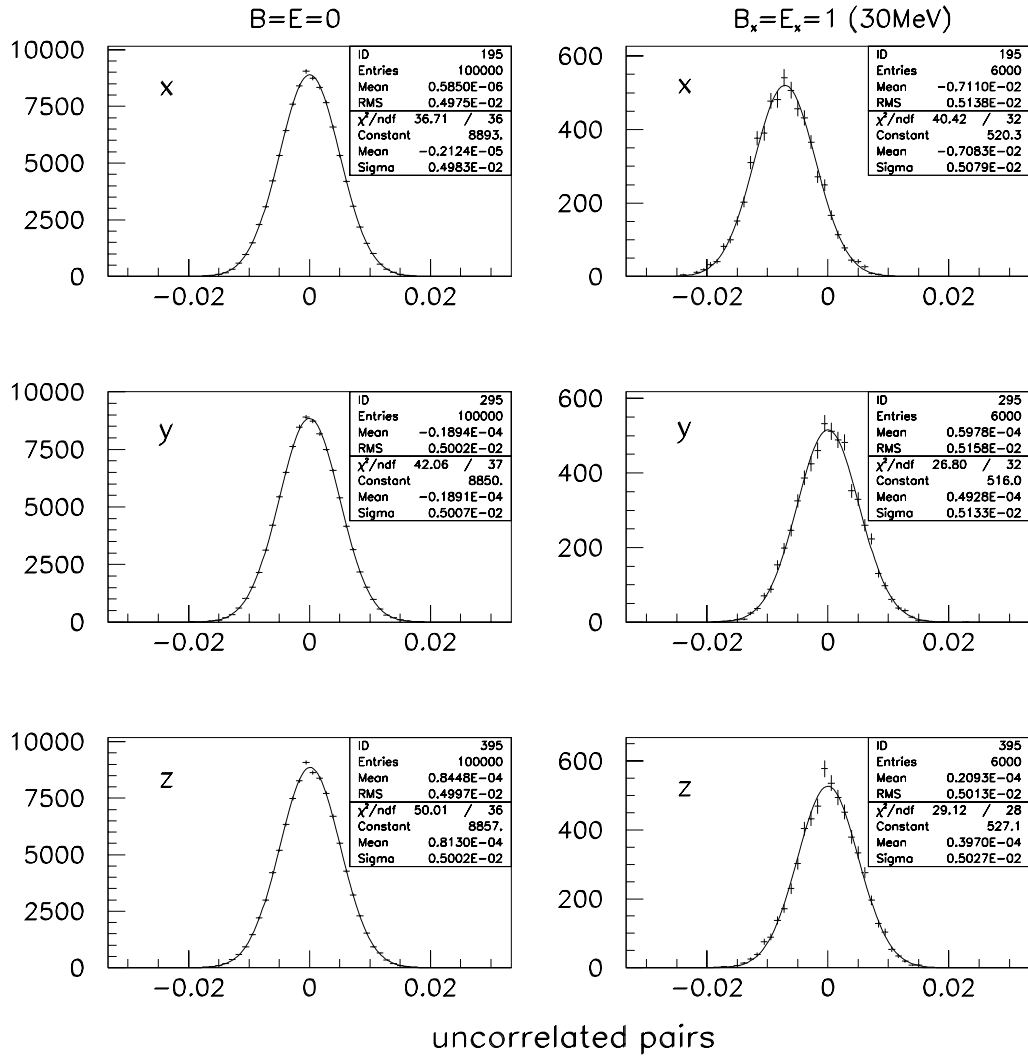 B=E=0
Bₓ=Eₓ=1 (30MeV)
x
ID 195
Entries 100000
Mean 0.5850E-06
RMS 0.4975E-02
χ²/ndf 36.71 / 36
Constant 8893.
Mean -0.2124E-05
Sigma 0.4983E-02
10000
7500
5000
2500
0
-0.02 0 0.02
x
ID 195
Entries 6000
Mean -0.7110E-02
RMS 0.5138E-02
χ²/ndf 40.42 / 32
Constant 520.3
Mean -0.7083E-02
Sigma 0.5079E-02
600
400
200
0
-0.02 0 0.02
y
ID 295
Entries 100000
Mean -0.1894E-04
RMS 0.5002E-02
χ²/ndf 42.06 / 37
Constant 8850.
Mean -0.1891E-04
Sigma 0.5007E-02
10000
7500
5000
2500
0
-0.02 0 0.02
y
ID 295
Entries 6000
Mean 0.5978E-04
RMS 0.5158E-02
χ²/ndf 26.80 / 32
Constant 516.0
Mean 0.4928E-04
Sigma 0.5133E-02
600
400
200
0
-0.02 0 0.02
z
ID 395
Entries 100000
Mean 0.8448E-04
RMS 0.4997E-02
χ²/ndf 50.01 / 36
Constant 8857.
Mean 0.8130E-04
Sigma 0.5002E-02
10000
7500
5000
2500
0
-0.02 0 0.02
z
ID 395
Entries 6000
Mean 0.2093E-04
RMS 0.5013E-02
χ²/ndf 29.12 / 28
Constant 527.1
Mean 0.3970E-04
Sigma 0.5027E-02
600
400
200
0
-0.02 0 0.02
uncorrelated pairs